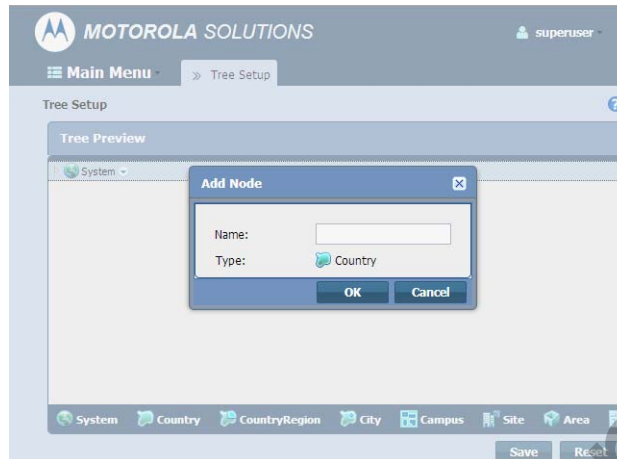 MOTOROLA SOLUTIONS
superuser
Main Menu
» Tree Setup
Tree Setup
Tree Preview
System
Add Node
Name:
Type: Country
OK Cancel
System Country CountryRegion City Campus Site Area
Save Reset